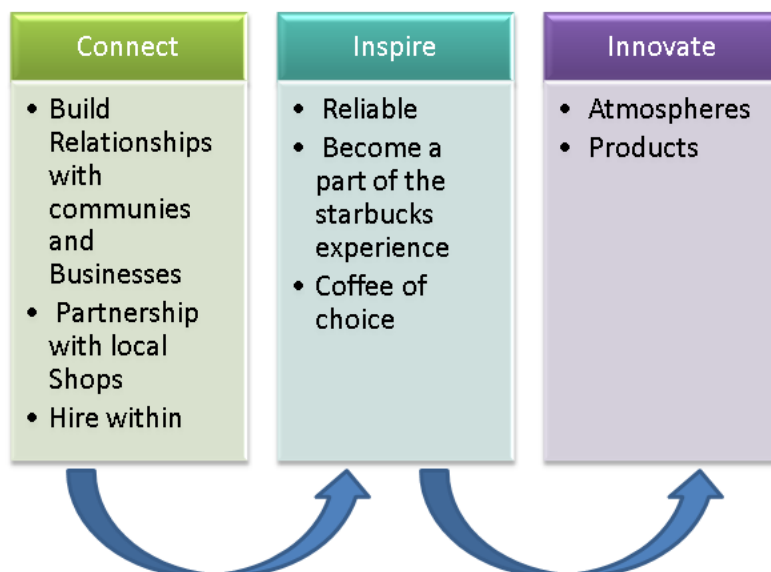 Connect
• Build
Relationships
with
communies
and
Businesses
• Partnership
with local
Shops
• Hire within
Inspire
• Reliable
• Become a
part of the
starbucks
experience
• Coffee of
choice
Innovate
• Atmospheres
• Products